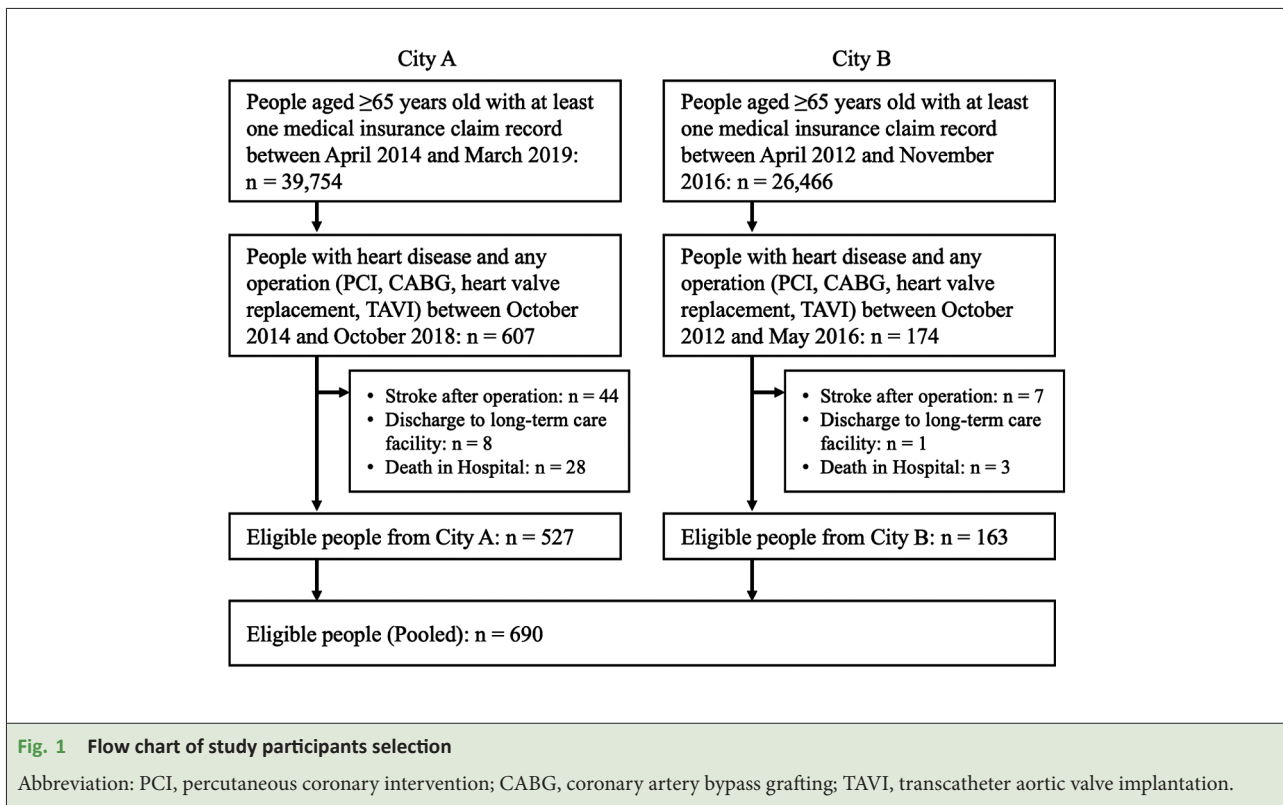 City A
People aged ≥65 years old with at least
one medical insurance claim record
between April 2014 and March 2019:
n = 39,754
People with heart disease and any
operation (PCI, CABG, heart valve
replacement, TAVI) between October
2014 and October 2018: n = 607
• Stroke after operation: n = 44
• Discharge to long-term care
facility: n = 8
• Death in Hospital: n = 28
Eligible people from City A: n = 527
City B
People aged ≥65 years old with at least
one medical insurance claim record
between April 2012 and November
2016: n = 26,466
People with heart disease and any
operation (PCI, CABG, heart valve
replacement, TAVI) between October
2012 and May 2016: n = 174
• Stroke after operation: n = 7
• Discharge to long-term care
facility: n = 1
• Death in Hospital: n = 3
Eligible people from City B: n = 163
Eligible people (Pooled): n = 690
Fig. 1 Flow chart of study participants selection
Abbreviation: PCI, percutaneous coronary intervention; CABG, coronary artery bypass grafting; TAVI, transcatheter aortic valve implantation.